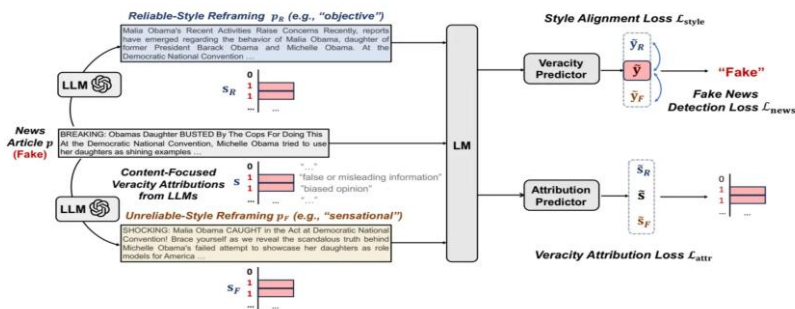 Reliable-Style Reframing p_R (e.g., “objective”)
Malia Obama's Recent Activities Raise Concerns Recently, reports
have emerged regarding the behavior of Malia Obama, daughter of
former President Barack Obama and Michelle Obama. At the
Democratic National Convention ...
LLM
s_R
0
1
1
...
...
News
Article p
(Fake)
BREAKING: Obamas Daughter BUSTED By The Cops For Doing This
At the Democratic National Convention, Michelle Obama tried to use
her daughters as shining examples ...
Content-Focused
Veracity Attributions
from LLMs
s
0
1
1
...
...
“...”
“false or misleading information”
“biased opinion”
“...”
LLM
Unreliable-Style Reframing p_F (e.g., “sensational”)
SHOCKING: Malia Obama CAUGHT in the Act at Democratic National
Convention! Brace yourself as we reveal the scandalous truth behind
Michelle Obama's failed attempt to showcase her daughters as role
models for America ...
s_F
0
1
1
...
...
LM
Style Alignment Loss ℒ_style
Veracity
Predictor
ỹ_R
ỹ
ỹ_F
“Fake”
Fake News
Detection Loss ℒ_news
Attribution
Predictor
s̃_R
s̃
s̃_F
0
1
1
...
...
Veracity Attribution Loss ℒ_attr